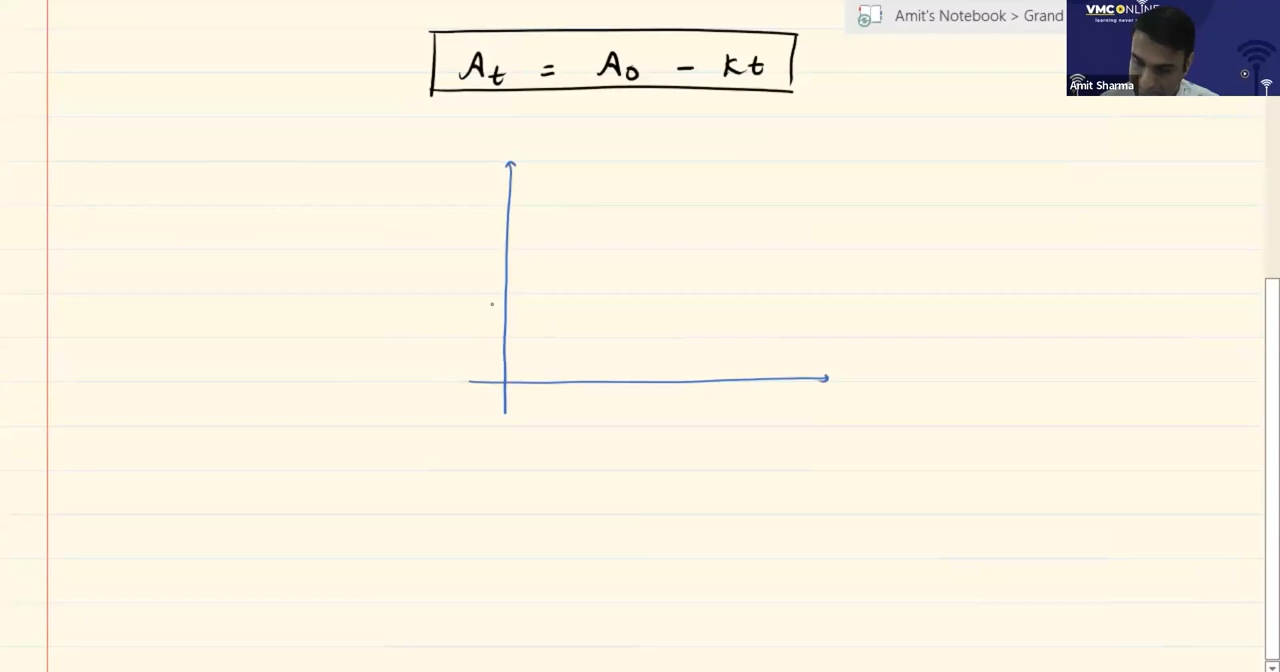 Amit's Notebook > Grand
VMC ONLINE
Amit Sharma
At = A0 - kt